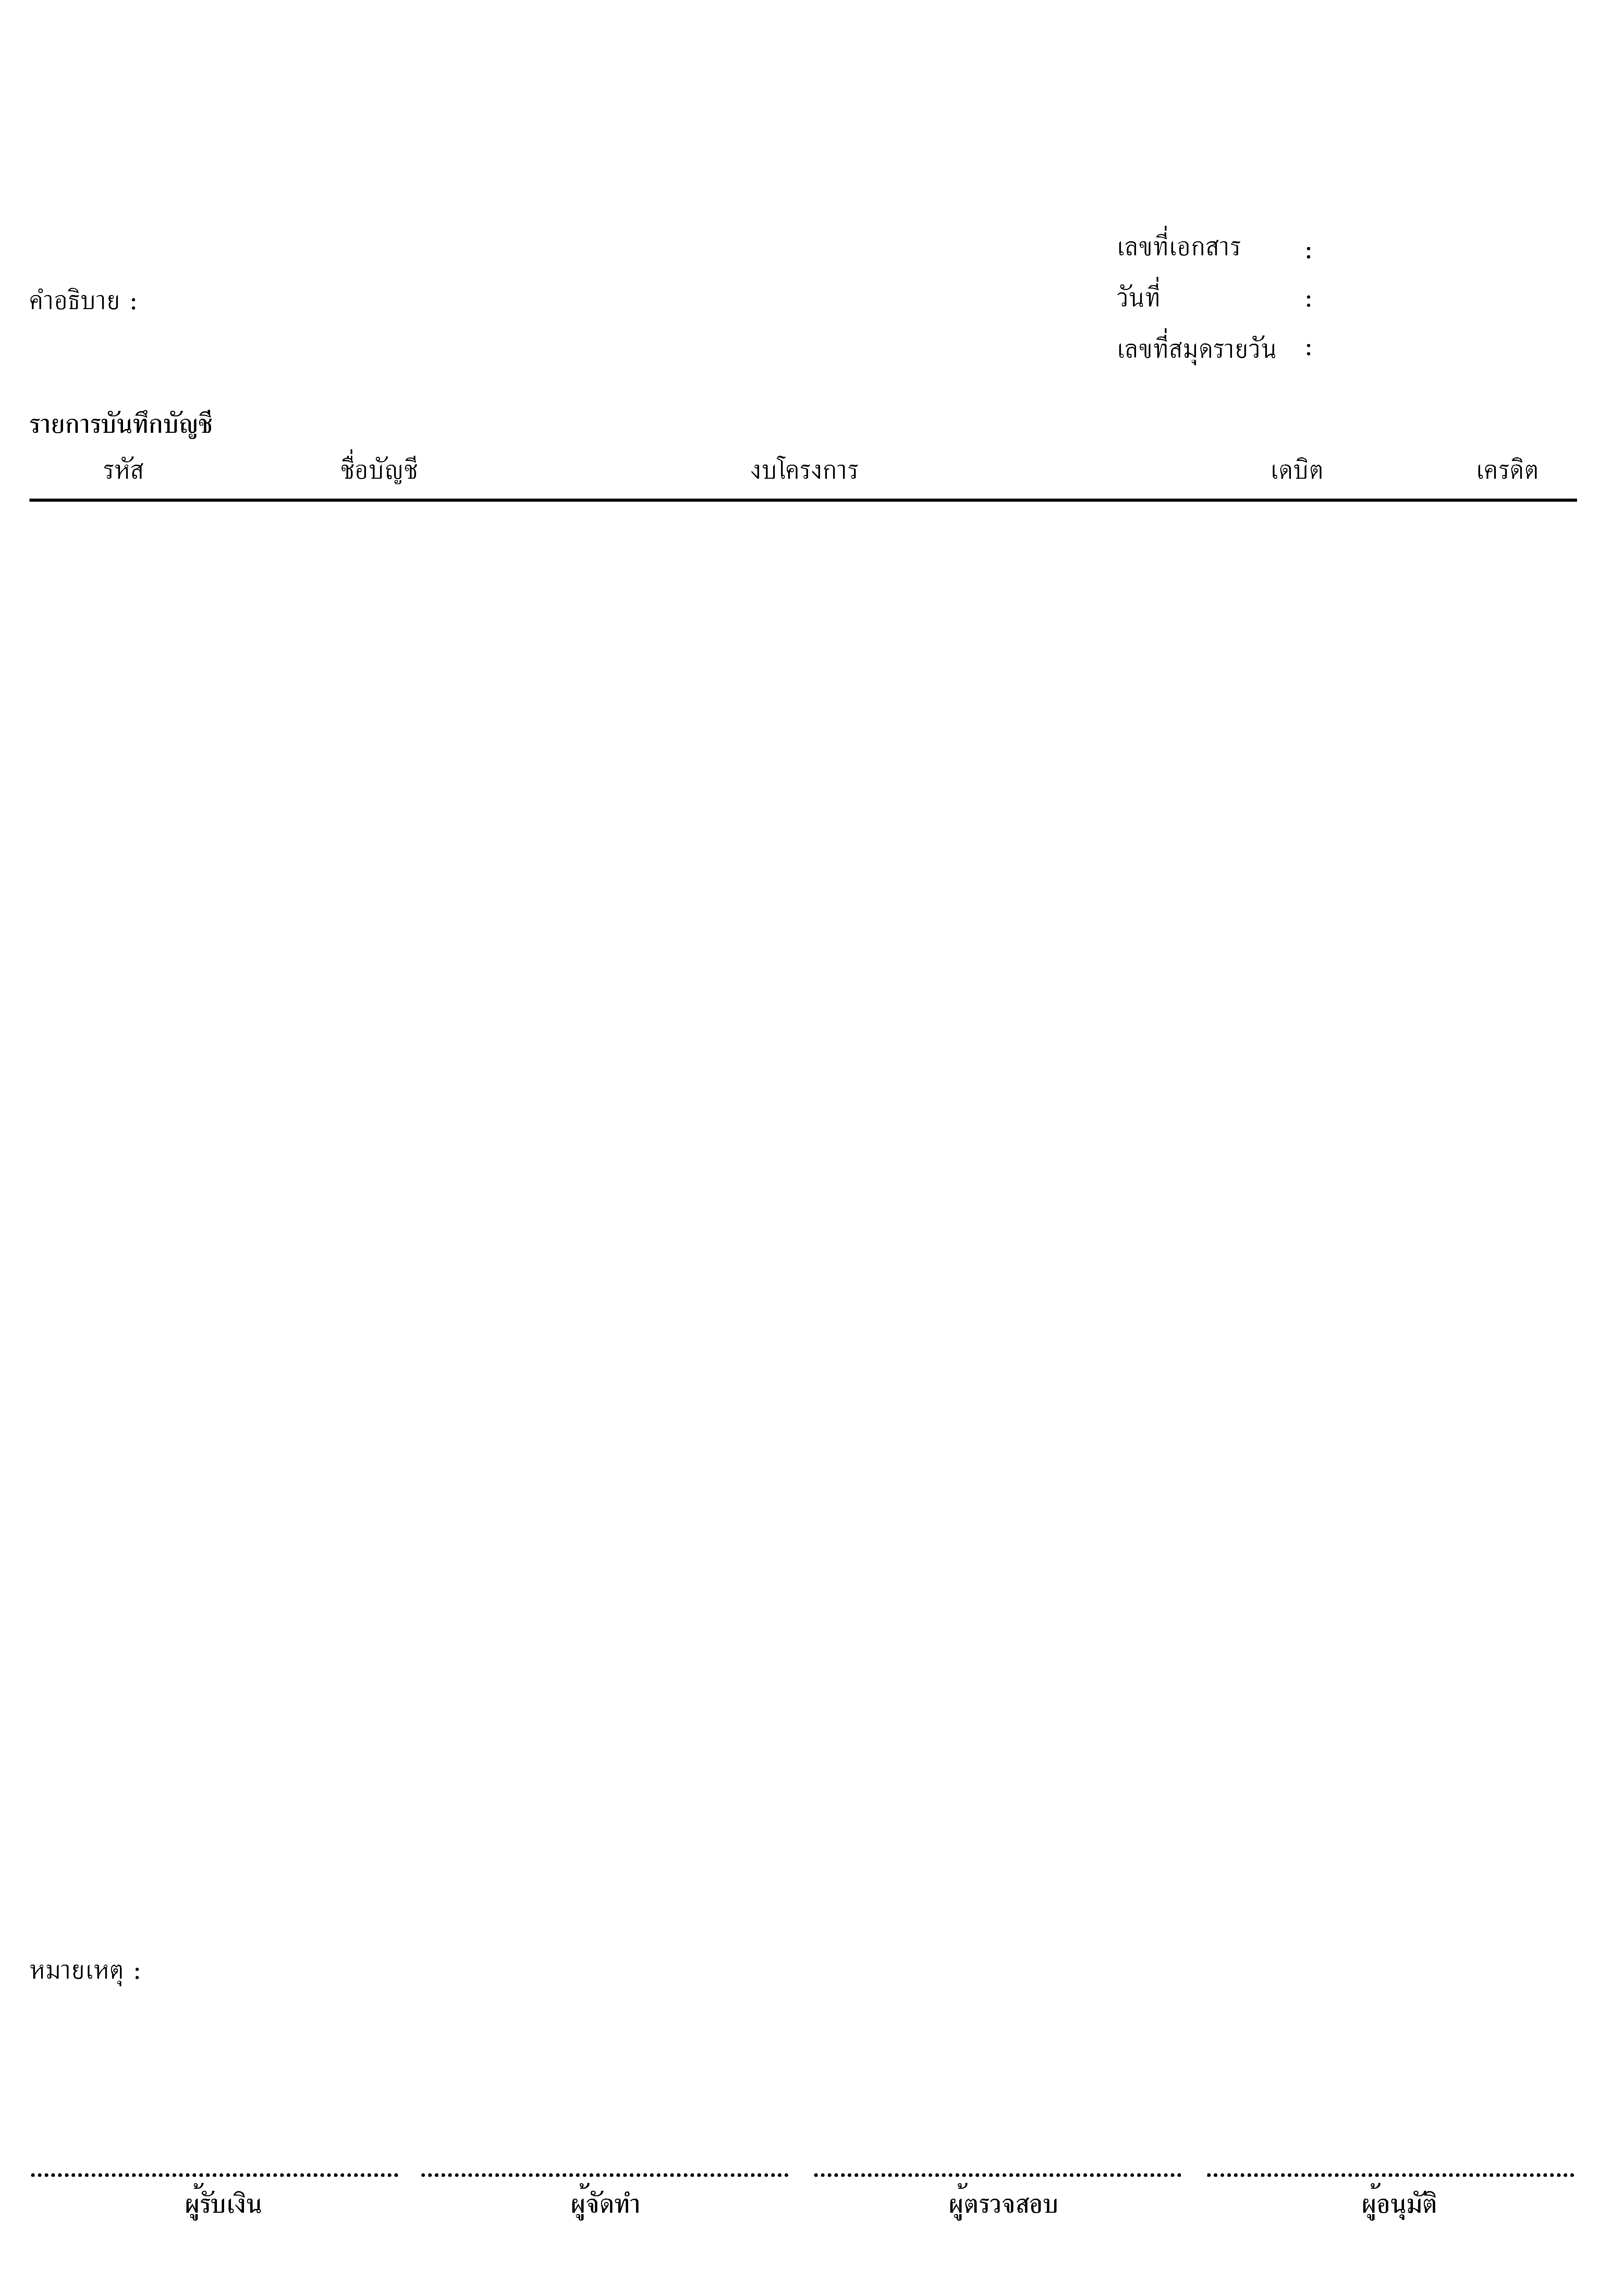 เลขที่เอกสาร :
คำอธิบาย :
วันที่ :
เลขที่สมุดรายวัน :
รายการบันทึกบัญชี
รหัส ชื่อบัญชี งบโครงการ เดบิต เครดิต
หมายเหตุ :
ผู้รับเงิน ผู้จัดทำ ผู้ตรวจสอบ ผู้อนุมัติ